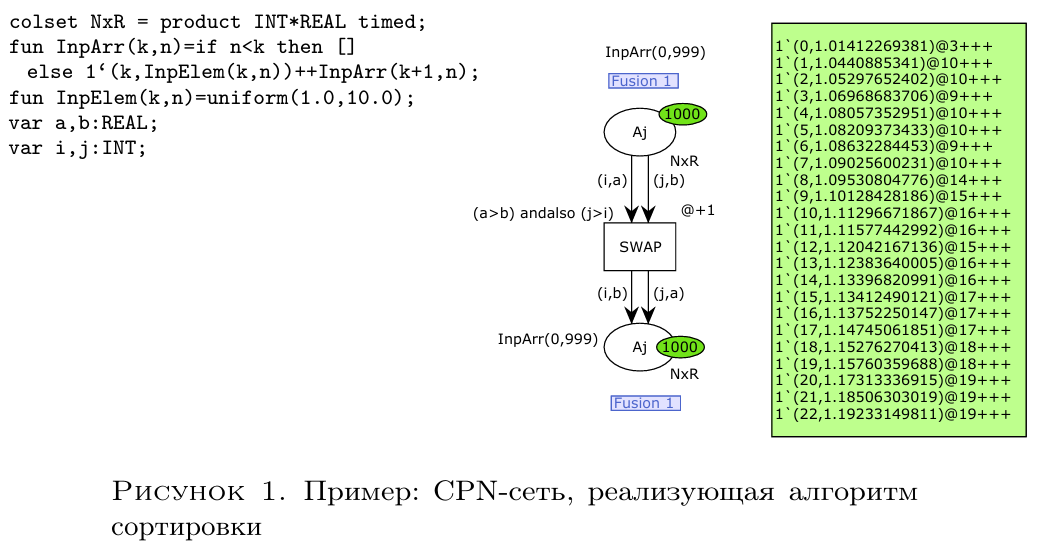 colset NxR = product INT*REAL timed;
fun InpArr(k,n)=if n<k then []
else 1‘(k,InpElem(k,n))++InpArr(k+1,n);
fun InpElem(k,n)=uniform(1.0,10.0);
var a,b:REAL;
var i,j:INT;
InpArr(0,999)
Fusion 1
1000
Aj
NxR
(i,a)
(j,b)
(a>b) andalso (j>i)
@+1
SWAP
(i,b)
(j,a)
InpArr(0,999)
Aj
1000
NxR
Fusion 1
1`(0,1.01412269381)@3+++
1`(1,1.0440885341)@10+++
1`(2,1.05297652402)@10+++
1`(3,1.06968683706)@9+++
1`(4,1.08057352951)@10+++
1`(5,1.08209373433)@10+++
1`(6,1.08632284453)@9+++
1`(7,1.09025600231)@10+++
1`(8,1.09530804776)@14+++
1`(9,1.10128428186)@15+++
1`(10,1.11296671867)@16+++
1`(11,1.11577442992)@16+++
1`(12,1.12042167136)@15+++
1`(13,1.12383640005)@16+++
1`(14,1.13396820991)@16+++
1`(15,1.13412490121)@17+++
1`(16,1.13752250147)@17+++
1`(17,1.14745061851)@17+++
1`(18,1.15276270413)@18+++
1`(19,1.15760359688)@18+++
1`(20,1.17313336915)@19+++
1`(21,1.18506303019)@19+++
1`(22,1.19233149811)@19+++
Рисунок 1. Пример: CPN-сеть, реализующая алгоритм
сортировки